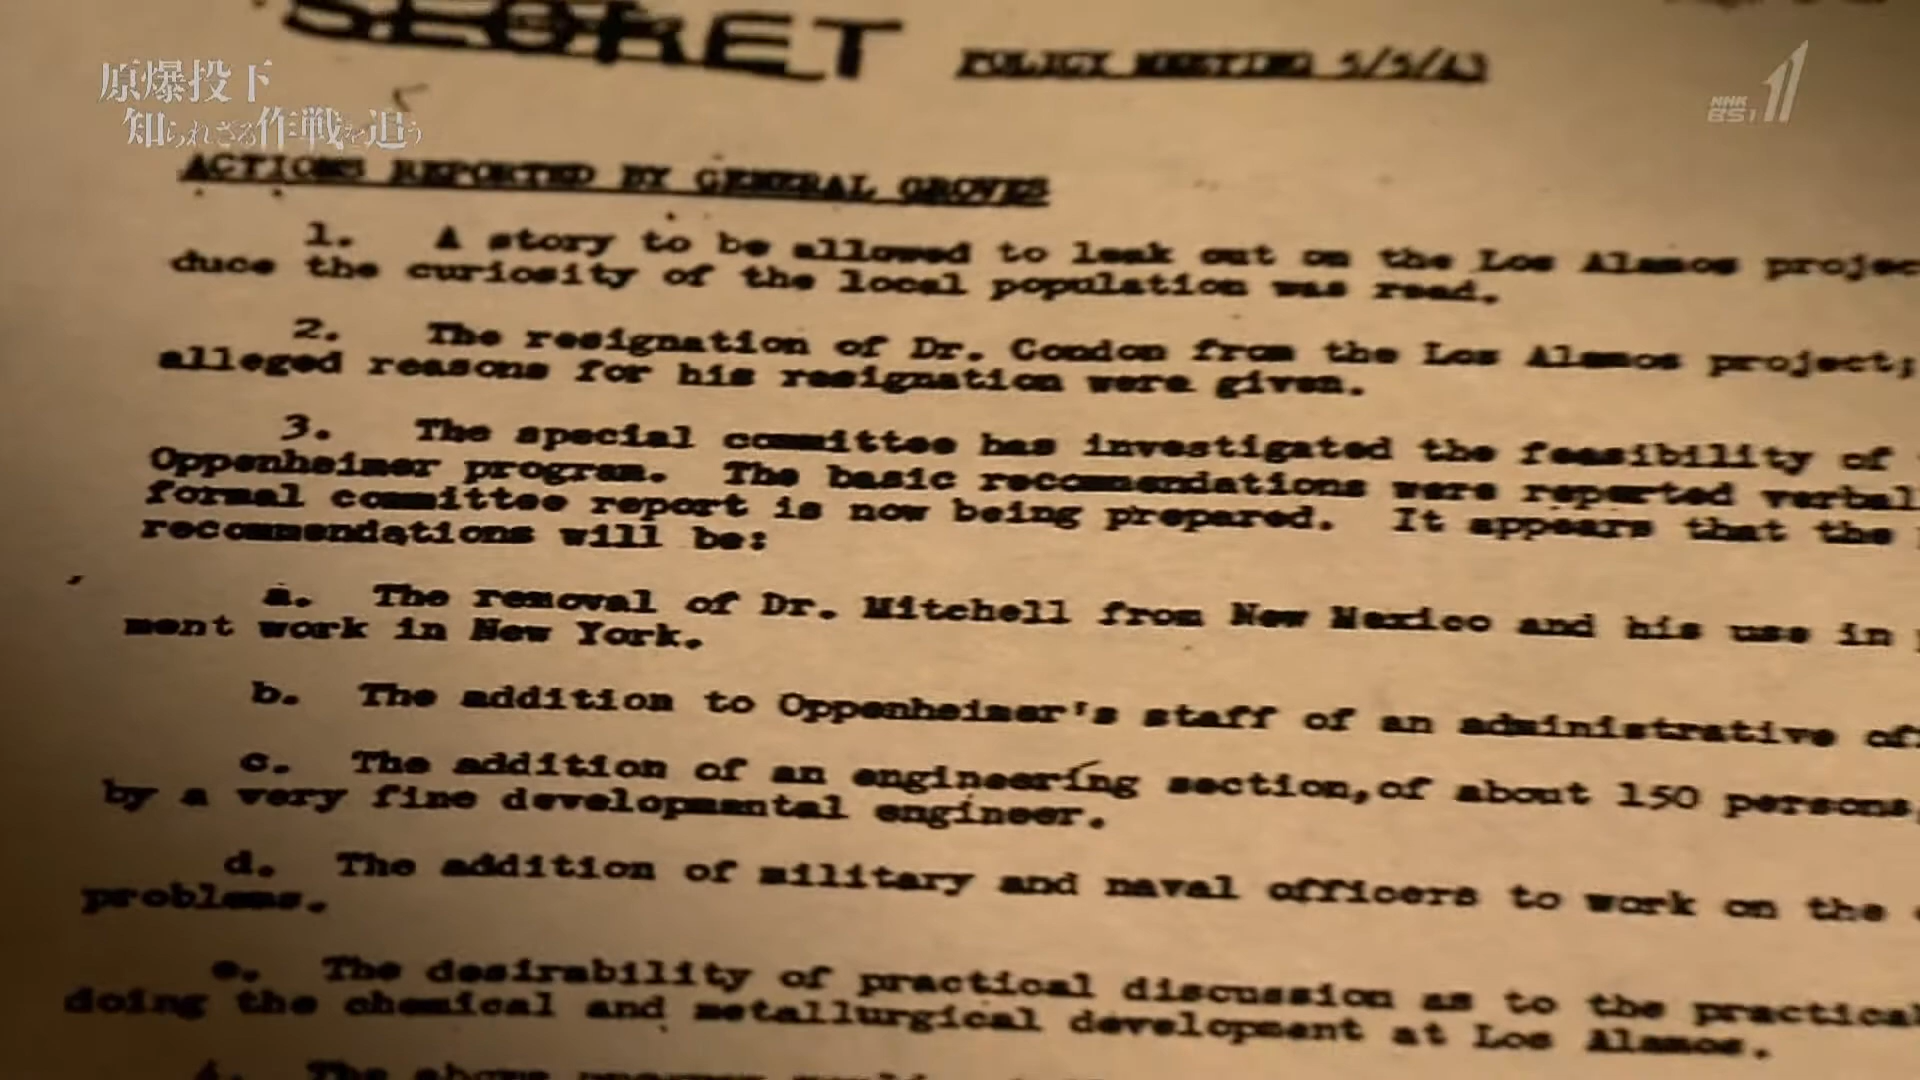 SECRET
POLICY MEETING 5/5/43
原爆投下
知られざる作戦を追う
NHK
BS1
11
ACTIONS REPORTED BY GENERAL GROVES
1. A story to be allowed to leak out on the Los Alamos projec
duce the curiosity of the local population was read.
2. The resignation of Dr. Condon from the Los Alamos project;
alleged reasons for his resignation were given.
3. The special committee has investigated the feasibility of
Oppenheimer program. The basic recommendations were reported verbal
formal committee report is now being prepared. It appears that the
recommendations will be:
a. The removal of Dr. Mitchell from New Mexico and his use in
ment work in New York.
b. The addition to Oppenheimer's staff of an administrative of
c. The addition of an engineering section,of about 150 persons,
by a very fine developmental engineer.
d. The addition of military and naval officers to work on the
problems.
e. The desirability of practical discussion as to the practical
doing the chemical and metallurgical development at Los Alamos.
4. The above